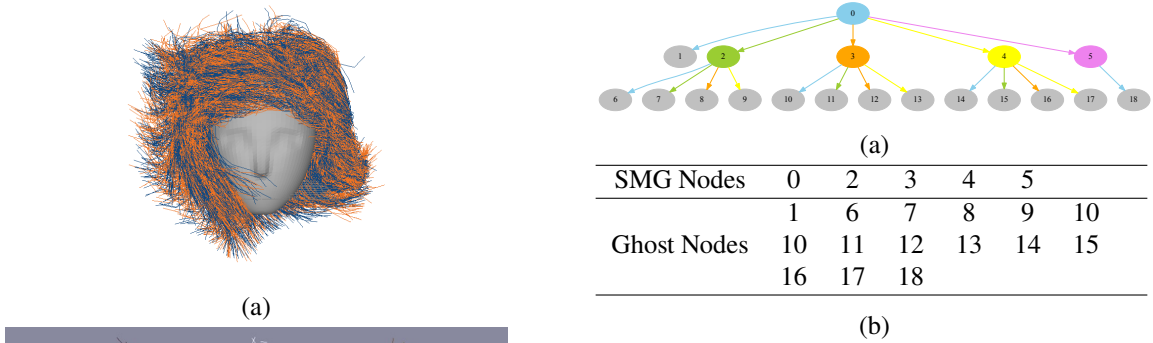 (a)
0
1 2 3 4 5
6 7 8 9 10 11 12 13 14 15 16 17 18
(a)
SMG Nodes 0 2 3 4 5
1 6 7 8 9 10
Ghost Nodes 10 11 12 13 14 15
16 17 18
(b)